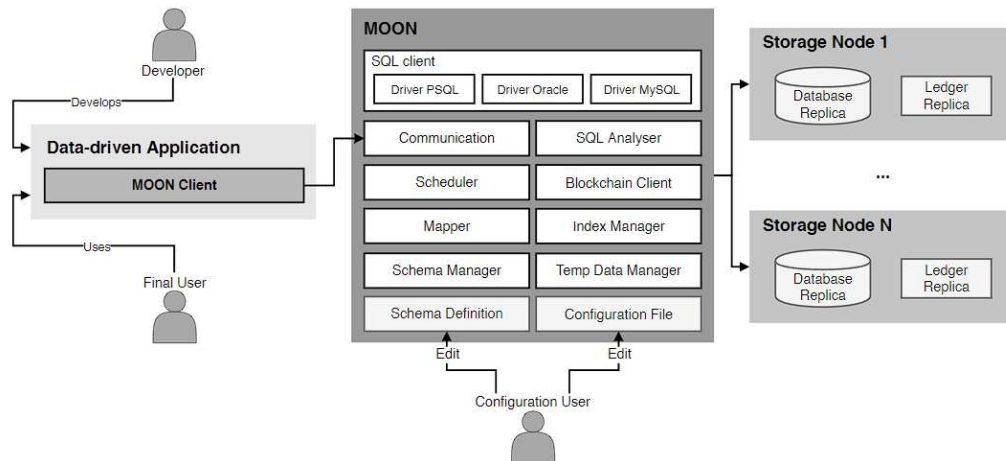 Developer
Develops
Data-driven Application
MOON Client
Uses
Final User
MOON
SQL client
Driver PSQL
Driver Oracle
Driver MySQL
Communication
SQL Analyser
Scheduler
Blockchain Client
Mapper
Index Manager
Schema Manager
Temp Data Manager
Schema Definition
Configuration File
Edit
Edit
Configuration User
Storage Node 1
Database
Replica
Ledger
Replica
...
Storage Node N
Database
Replica
Ledger
Replica